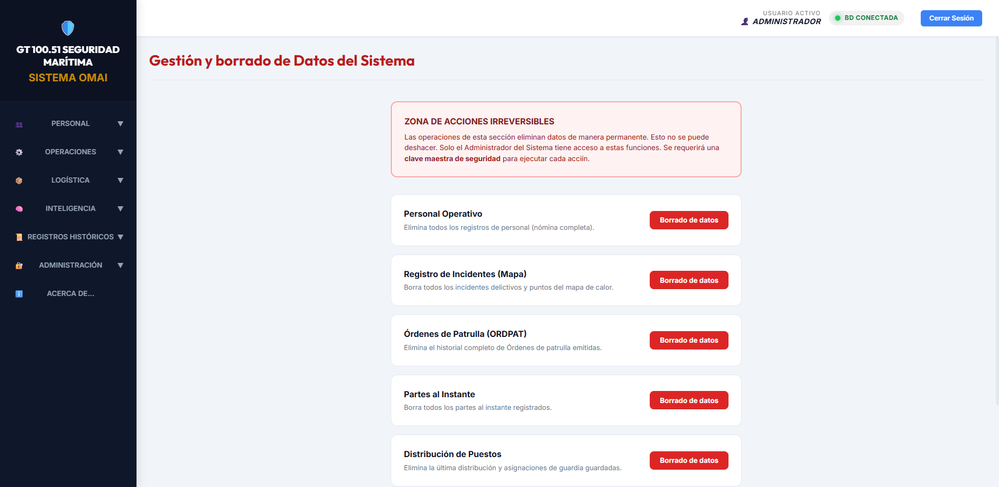 GT 100.51 SEGURIDAD
MARÍTIMA
SISTEMA OMAI
PERSONAL
OPERACIONES
LOGÍSTICA
INTELIGENCIA
REGISTROS HISTÓRICOS
ADMINISTRACIÓN
ACERCA DE...
USUARIO ACTIVO
ADMINISTRADOR
BD CONECTADA
Cerrar Sesión
Gestión y borrado de Datos del Sistema
ZONA DE ACCIONES IRREVERSIBLES
Las operaciones de esta sección eliminan datos de manera permanente. Esto no se puede
deshacer. Solo el Administrador del Sistema tiene acceso a estas funciones. Se requerirá una
clave maestra de seguridad para ejecutar cada acciín.
Personal Operativo
Elimina todos los registros de personal (nómina completa).
Borrado de datos
Registro de Incidentes (Mapa)
Borra todos los incidentes delictivos y puntos del mapa de calor.
Borrado de datos
Órdenes de Patrulla (ORDPAT)
Elimina el historial completo de Órdenes de patrulla emitidas.
Borrado de datos
Partes al Instante
Borra todos los partes al instante registrados.
Borrado de datos
Distribución de Puestos
Elimina la última distribución y asignaciones de guardia guardadas.
Borrado de datos